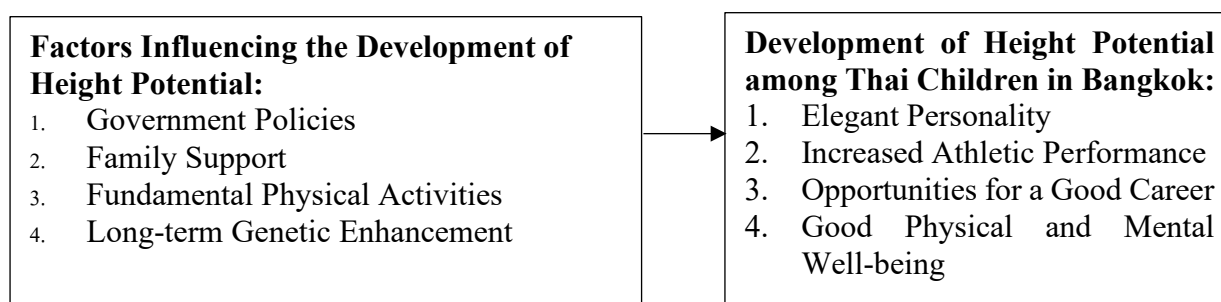 Factors Influencing the Development of
Height Potential:
1. Government Policies
2. Family Support
3. Fundamental Physical Activities
4. Long-term Genetic Enhancement
Development of Height Potential
among Thai Children in Bangkok:
1. Elegant Personality
2. Increased Athletic Performance
3. Opportunities for a Good Career
4. Good Physical and Mental
Well-being